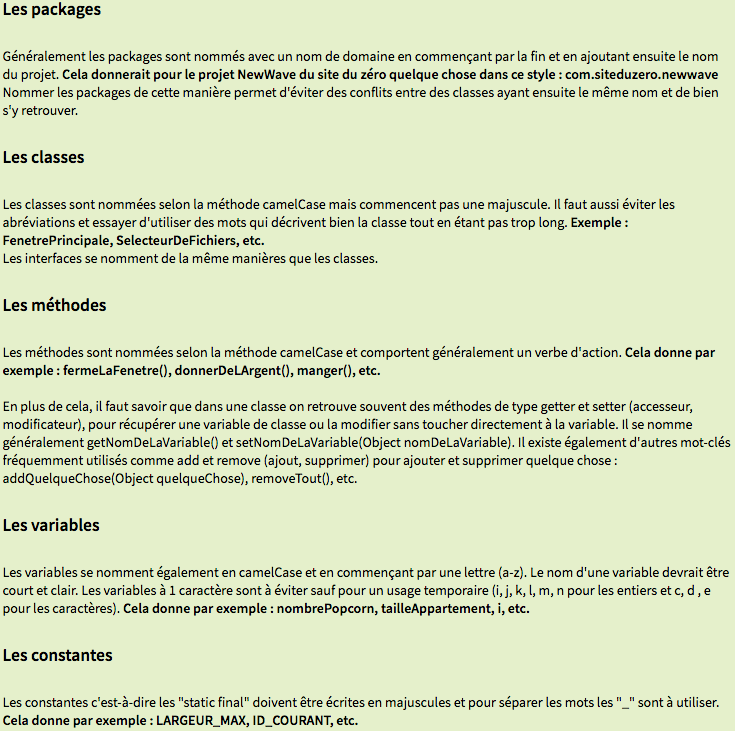 Les packages
Généralement les packages sont nommés avec un nom de domaine en commençant par la fin et en ajoutant ensuite le nom
du projet. Cela donnerait pour le projet NewWave du site du zéro quelque chose dans ce style : com.siteduzero.newwave
Nommer les packages de cette manière permet d'éviter des conflits entre des classes ayant ensuite le même nom et de bien
s'y retrouver.
Les classes
Les classes sont nommées selon la méthode camelCase mais commencent pas une majuscule. Il faut aussi éviter les
abréviations et essayer d'utiliser des mots qui décrivent bien la classe tout en étant pas trop long. Exemple :
FenetrePrincipale, SelecteurDeFichiers, etc.
Les interfaces se nomment de la même manières que les classes.
Les méthodes
Les méthodes sont nommées selon la méthode camelCase et comportent généralement un verbe d'action. Cela donne par
exemple : fermeLaFenetre(), donnerDeLArgent(), manger(), etc.
En plus de cela, il faut savoir que dans une classe on retrouve souvent des méthodes de type getter et setter (accesseur,
modificateur), pour récupérer une variable de classe ou la modifier sans toucher directement à la variable. Il se nomme
généralement getNomDeLaVariable() et setNomDeLaVariable(Object nomDeLaVariable). Il existe également d'autres mot-clés
fréquemment utilisés comme add et remove (ajout, supprimer) pour ajouter et supprimer quelque chose :
addQuelqueChose(Object quelqueChose), removeTout(), etc.
Les variables
Les variables se nomment également en camelCase et en commençant par une lettre (a-z). Le nom d'une variable devrait être
court et clair. Les variables à 1 caractère sont à éviter sauf pour un usage temporaire (i, j, k, l, m, n pour les entiers et c, d , e
pour les caractères). Cela donne par exemple : nombrePopcorn, tailleAppartement, i, etc.
Les constantes
Les constantes c'est-à-dire les "static final" doivent être écrites en majuscules et pour séparer les mots les "_" sont à utiliser.
Cela donne par exemple : LARGEUR_MAX, ID_COURANT, etc.